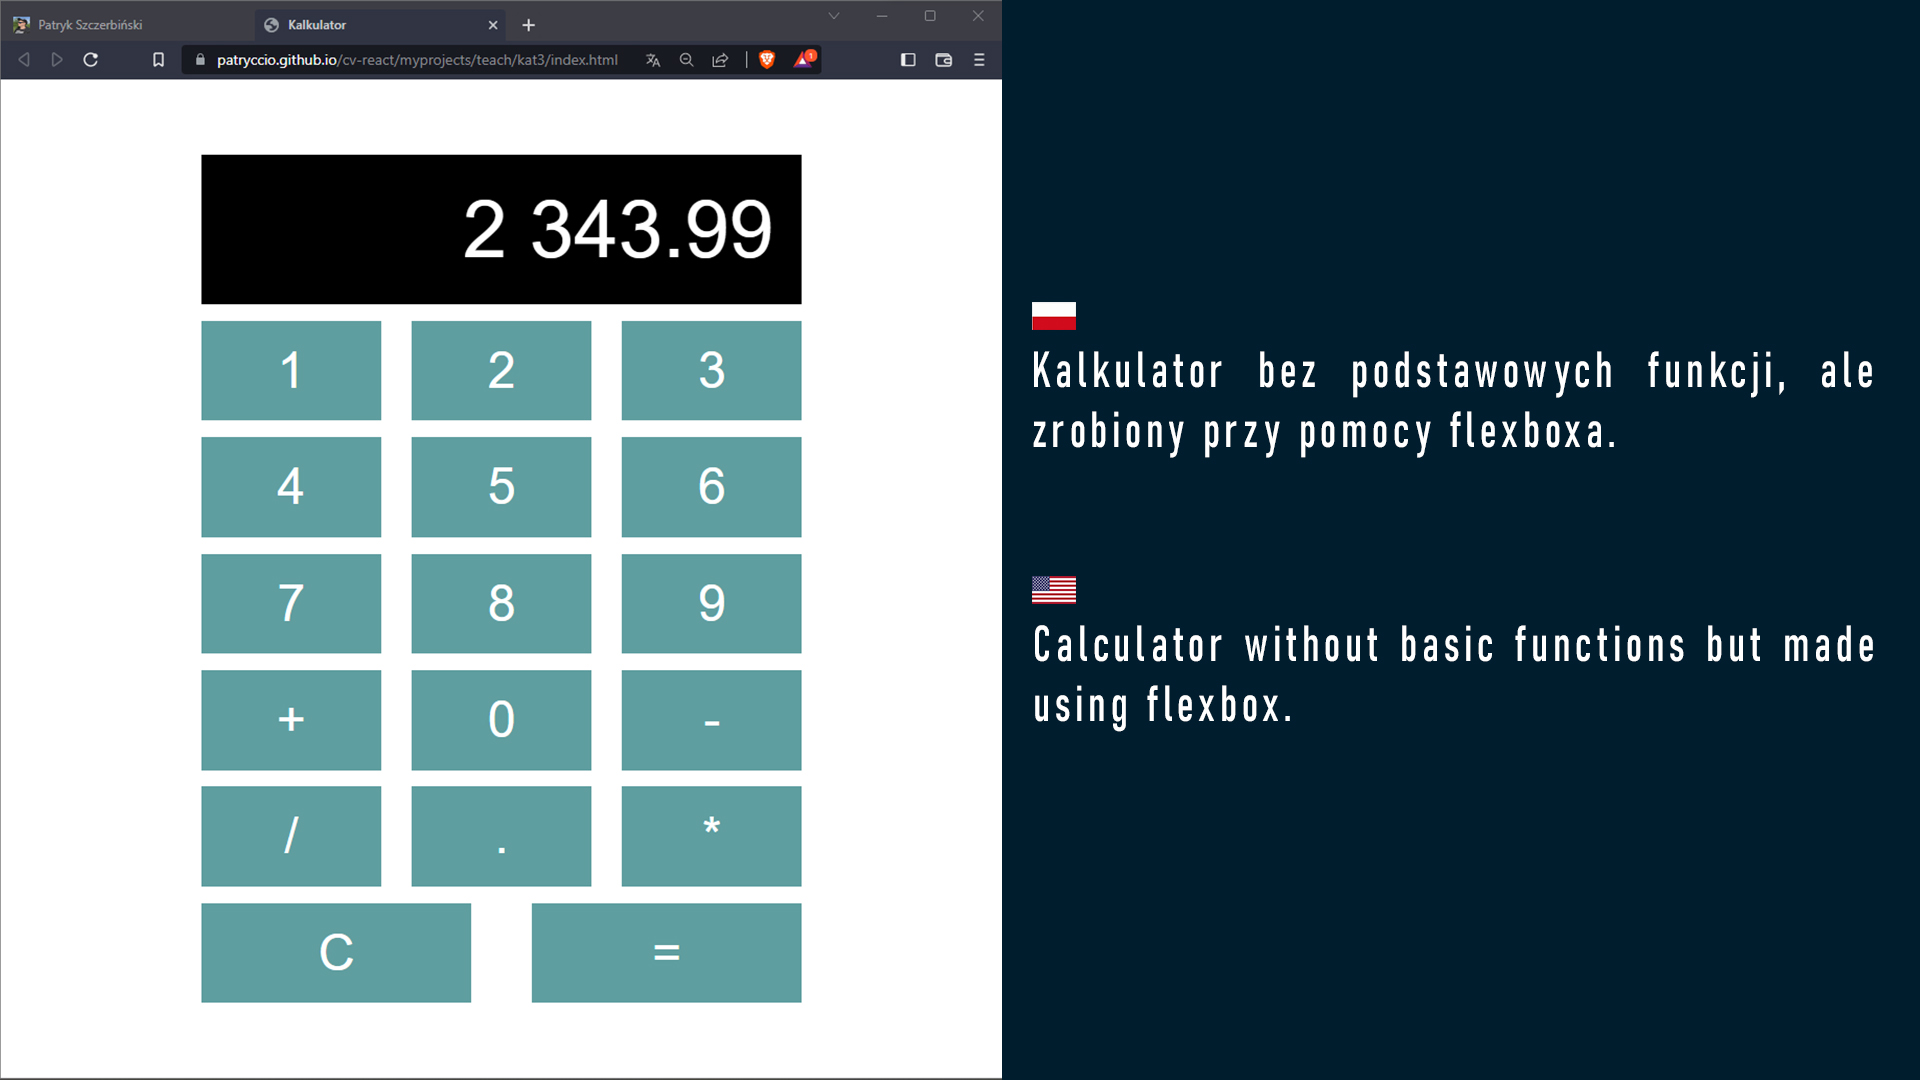 Patryk Szczerbiński
Kalkulator
patryccio.github.io/cv-react/myprojects/teach/kat3/index.html
1
2 343.99
1 2 3
4 5 6
7 8 9
+ 0 -
/ . *
C =
Kalkulator bez podstawowych funkcji, ale
zrobiony przy pomocy flexboxa.
Calculator without basic functions but made
using flexbox.